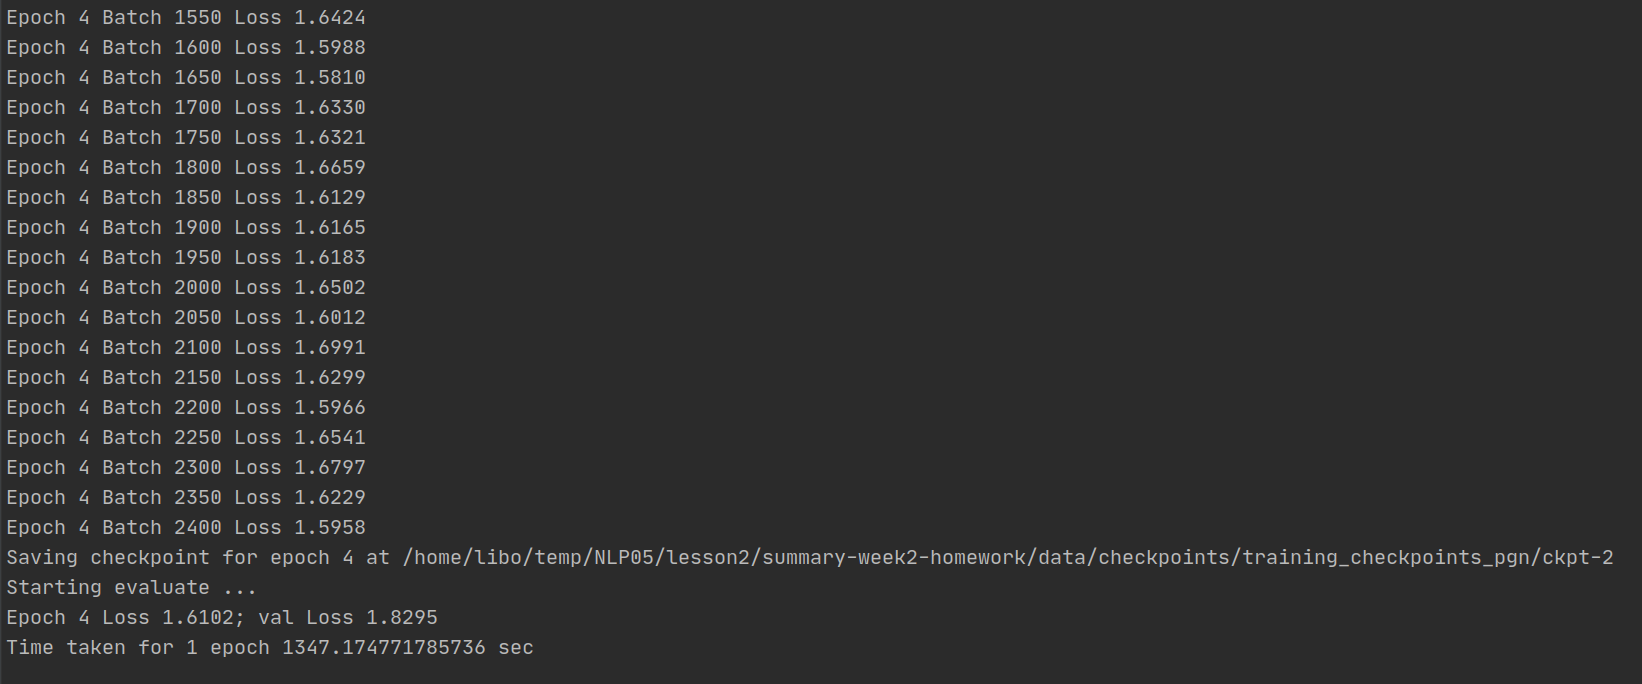 Epoch 4 Batch 1550 Loss 1.6424
Epoch 4 Batch 1600 Loss 1.5988
Epoch 4 Batch 1650 Loss 1.5810
Epoch 4 Batch 1700 Loss 1.6330
Epoch 4 Batch 1750 Loss 1.6321
Epoch 4 Batch 1800 Loss 1.6659
Epoch 4 Batch 1850 Loss 1.6129
Epoch 4 Batch 1900 Loss 1.6165
Epoch 4 Batch 1950 Loss 1.6183
Epoch 4 Batch 2000 Loss 1.6502
Epoch 4 Batch 2050 Loss 1.6012
Epoch 4 Batch 2100 Loss 1.6991
Epoch 4 Batch 2150 Loss 1.6299
Epoch 4 Batch 2200 Loss 1.5966
Epoch 4 Batch 2250 Loss 1.6541
Epoch 4 Batch 2300 Loss 1.6797
Epoch 4 Batch 2350 Loss 1.6229
Epoch 4 Batch 2400 Loss 1.5958
Saving checkpoint for epoch 4 at /home/libo/temp/NLP05/lesson2/summary-week2-homework/data/checkpoints/training_checkpoints_pgn/ckpt-2
Starting evaluate ...
Epoch 4 Loss 1.6102; val Loss 1.8295
Time taken for 1 epoch 1347.174771785736 sec